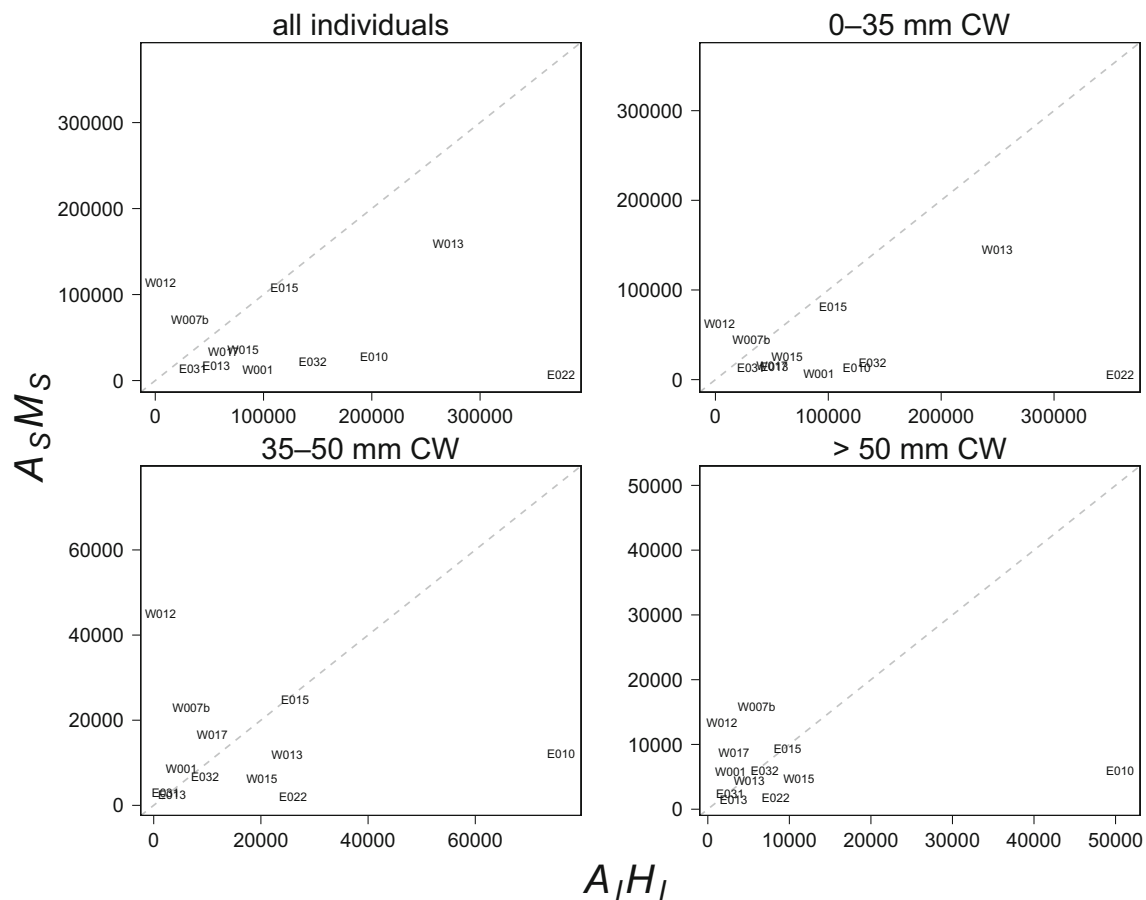 all individuals
300000
200000
100000
0
W013
W012
E015
W007b
W017
W015
E031
E013
W001
E032
E010
E022
0 100000 200000 300000
0–35 mm CW
300000
200000
100000
0
W013
E015
W012
W007b
W015
E031
W017
E013
W001
E010
E032
E022
0 100000 200000 300000
35–50 mm CW
60000
40000
20000
0
W012
E015
W007b
W017
W013
E010
W001
E032
W015
E031
E013
E022
0 20000 40000 60000
> 50 mm CW
50000
40000
30000
20000
10000
0
W007b
W012
W017
E015
W001
E032
W013
W015
E010
E031
E013
E022
0 10000 20000 30000 40000 50000
A_S M_S
A_I H_I